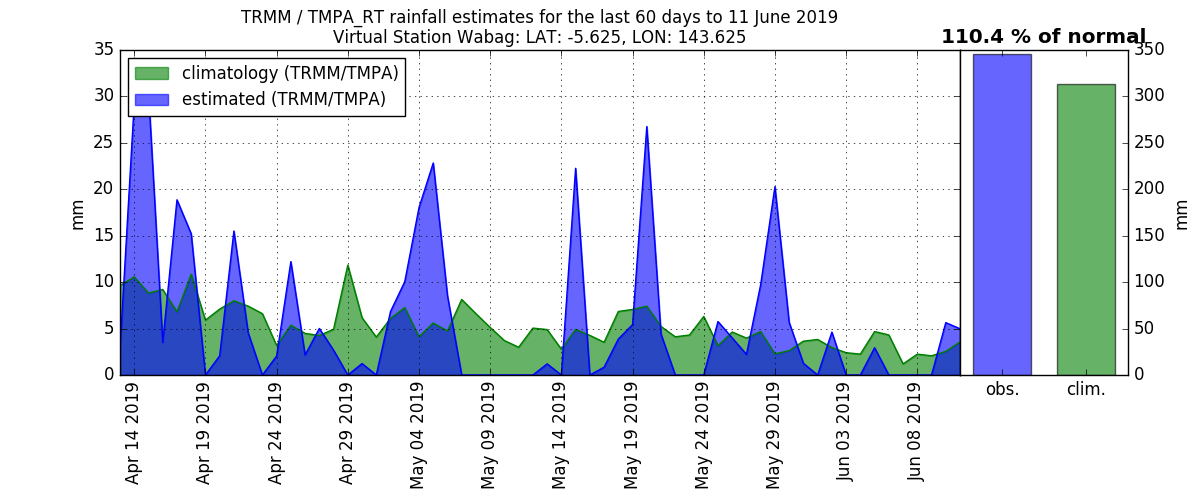 TRMM / TMPA_RT rainfall estimates for the last 60 days to 11 June 2019
Virtual Station Wabag: LAT: -5.625, LON: 143.625
110.4 % of normal
climatology (TRMM/TMPA)
estimated (TRMM/TMPA)
mm
35
30
25
20
15
10
5
0
Apr 14 2019
Apr 19 2019
Apr 24 2019
Apr 29 2019
May 04 2019
May 09 2019
May 14 2019
May 19 2019
May 24 2019
May 29 2019
Jun 03 2019
Jun 08 2019
obs.
clim.
350
300
250
200
150
100
50
0
mm